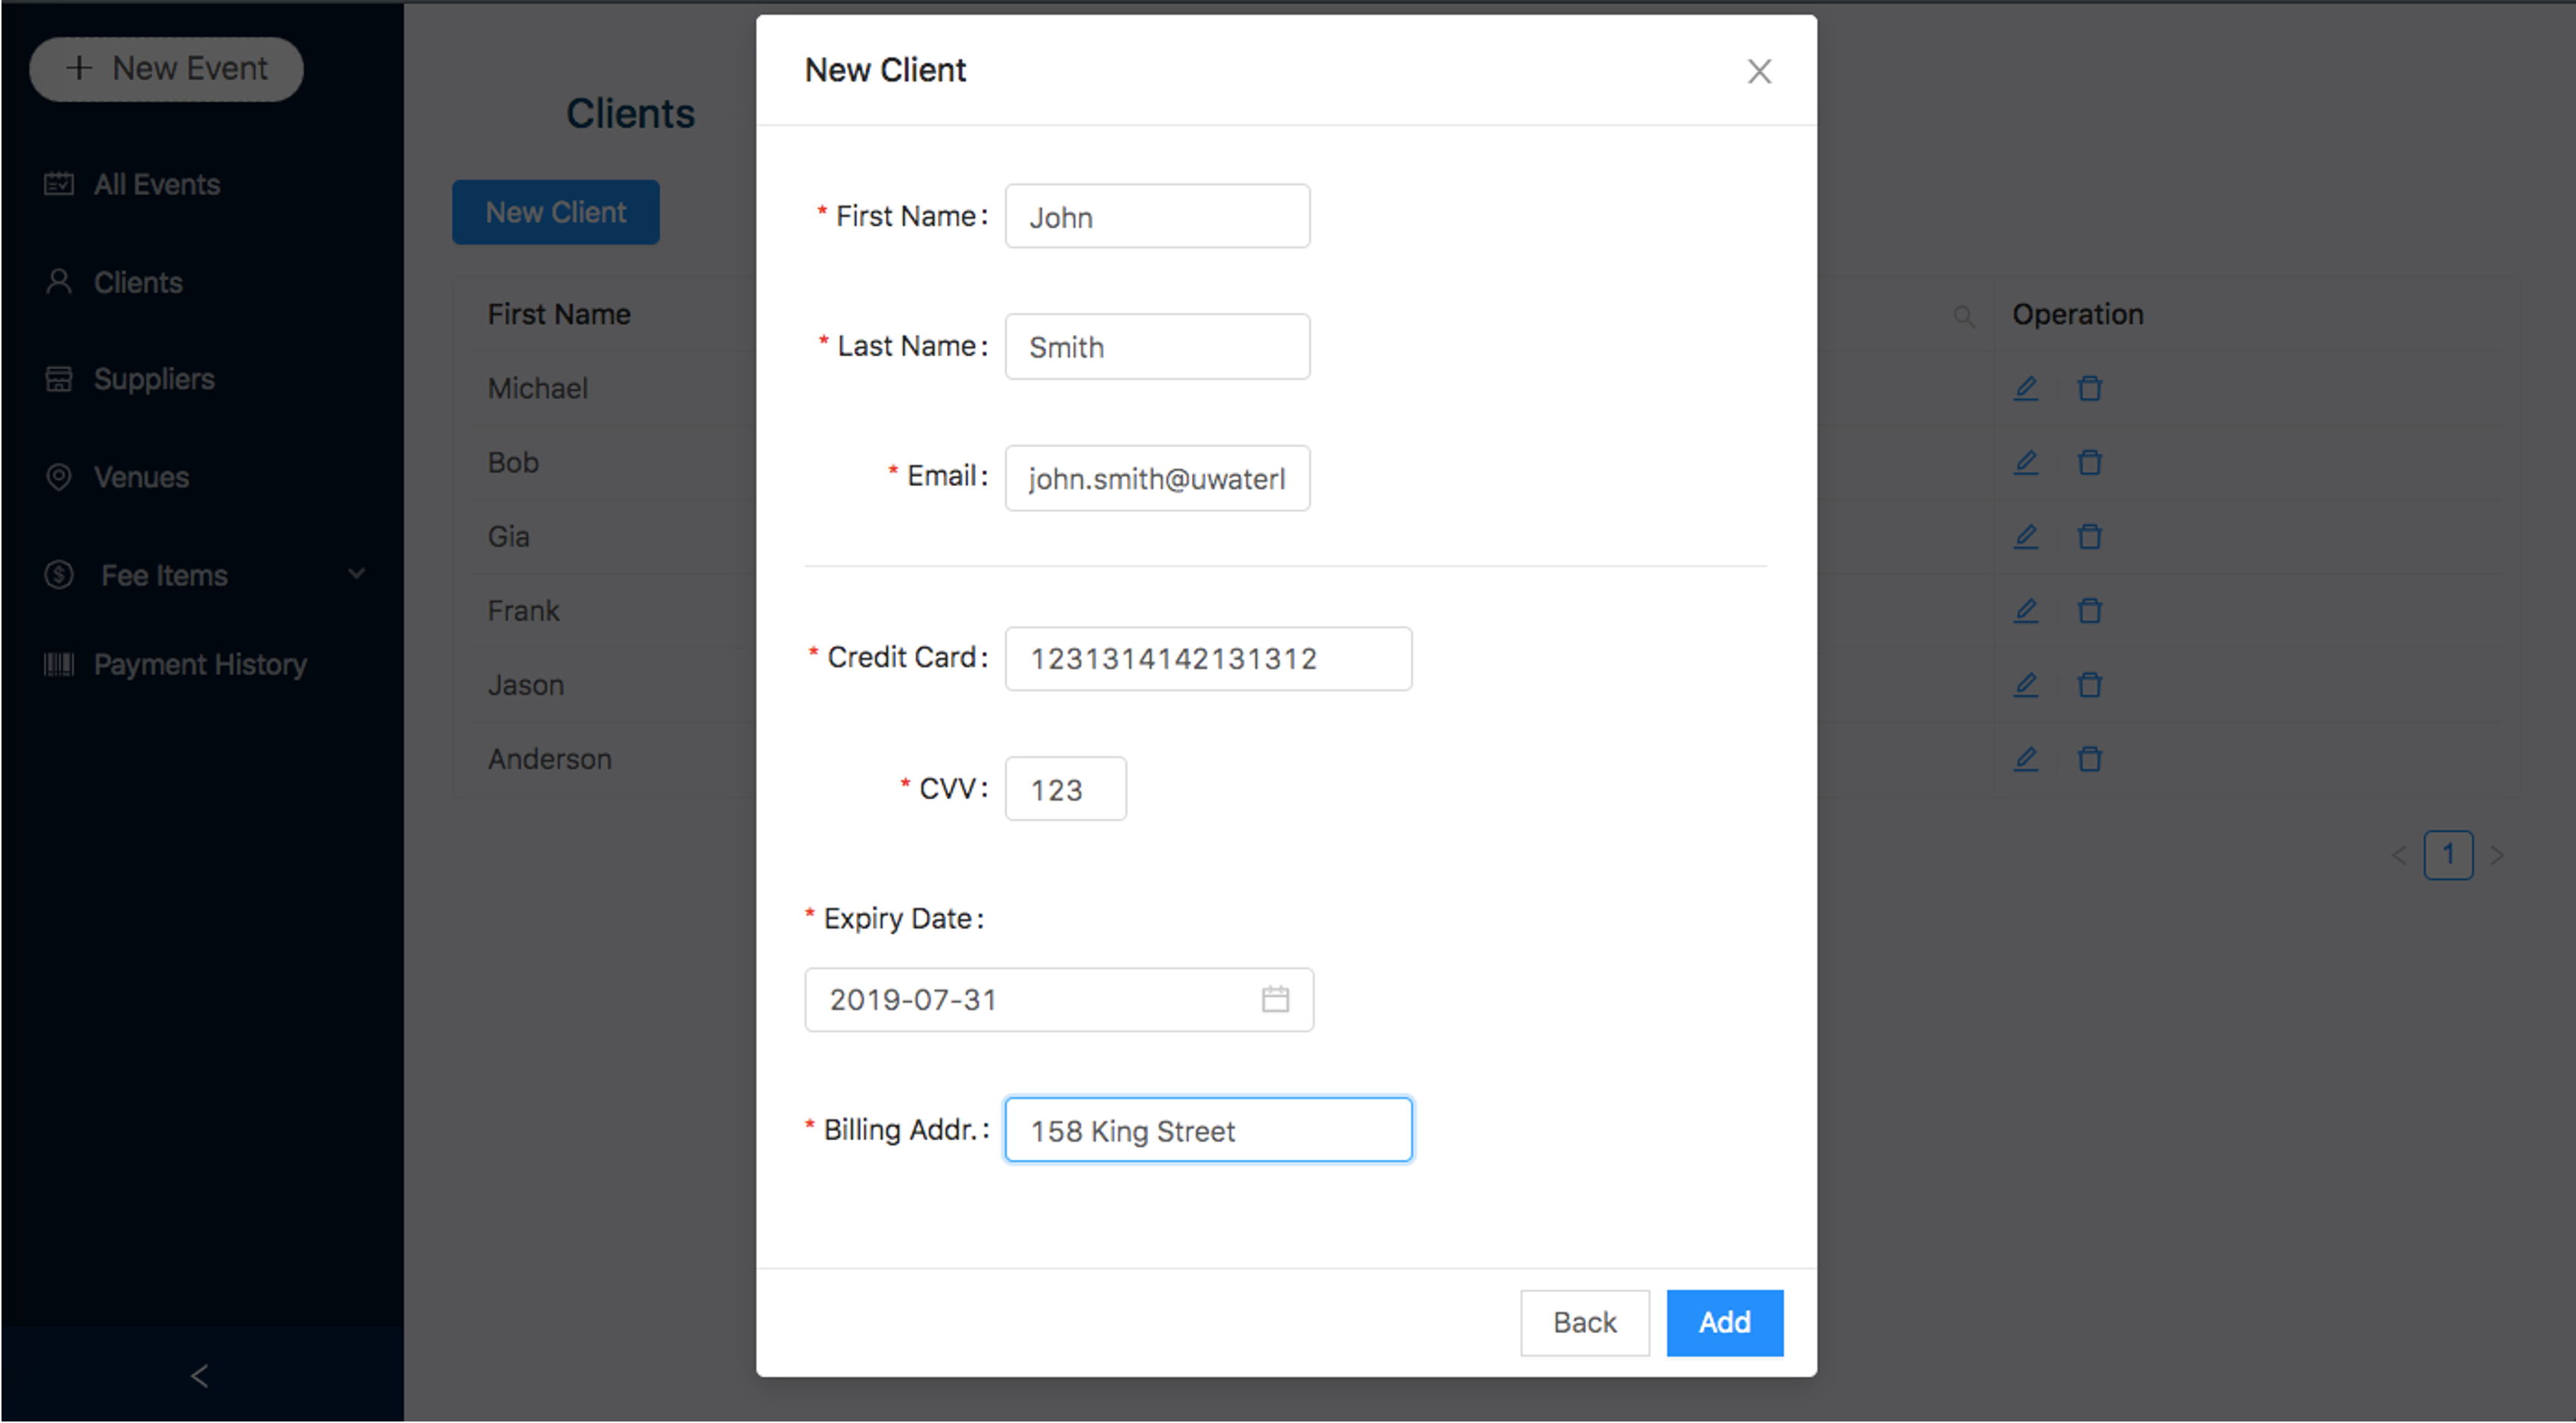 + New Event
All Events
Clients
Suppliers
Venues
Fee Items
Payment History
Clients
New Client
First Name
Operation
Michael
Bob
Gia
Frank
Jason
Anderson
1
New Client
* First Name: John
* Last Name: Smith
* Email: john.smith@uwaterl
* Credit Card: 1231314142131312
* CVV: 123
* Expiry Date:
2019-07-31
* Billing Addr.: 158 King Street
Back
Add